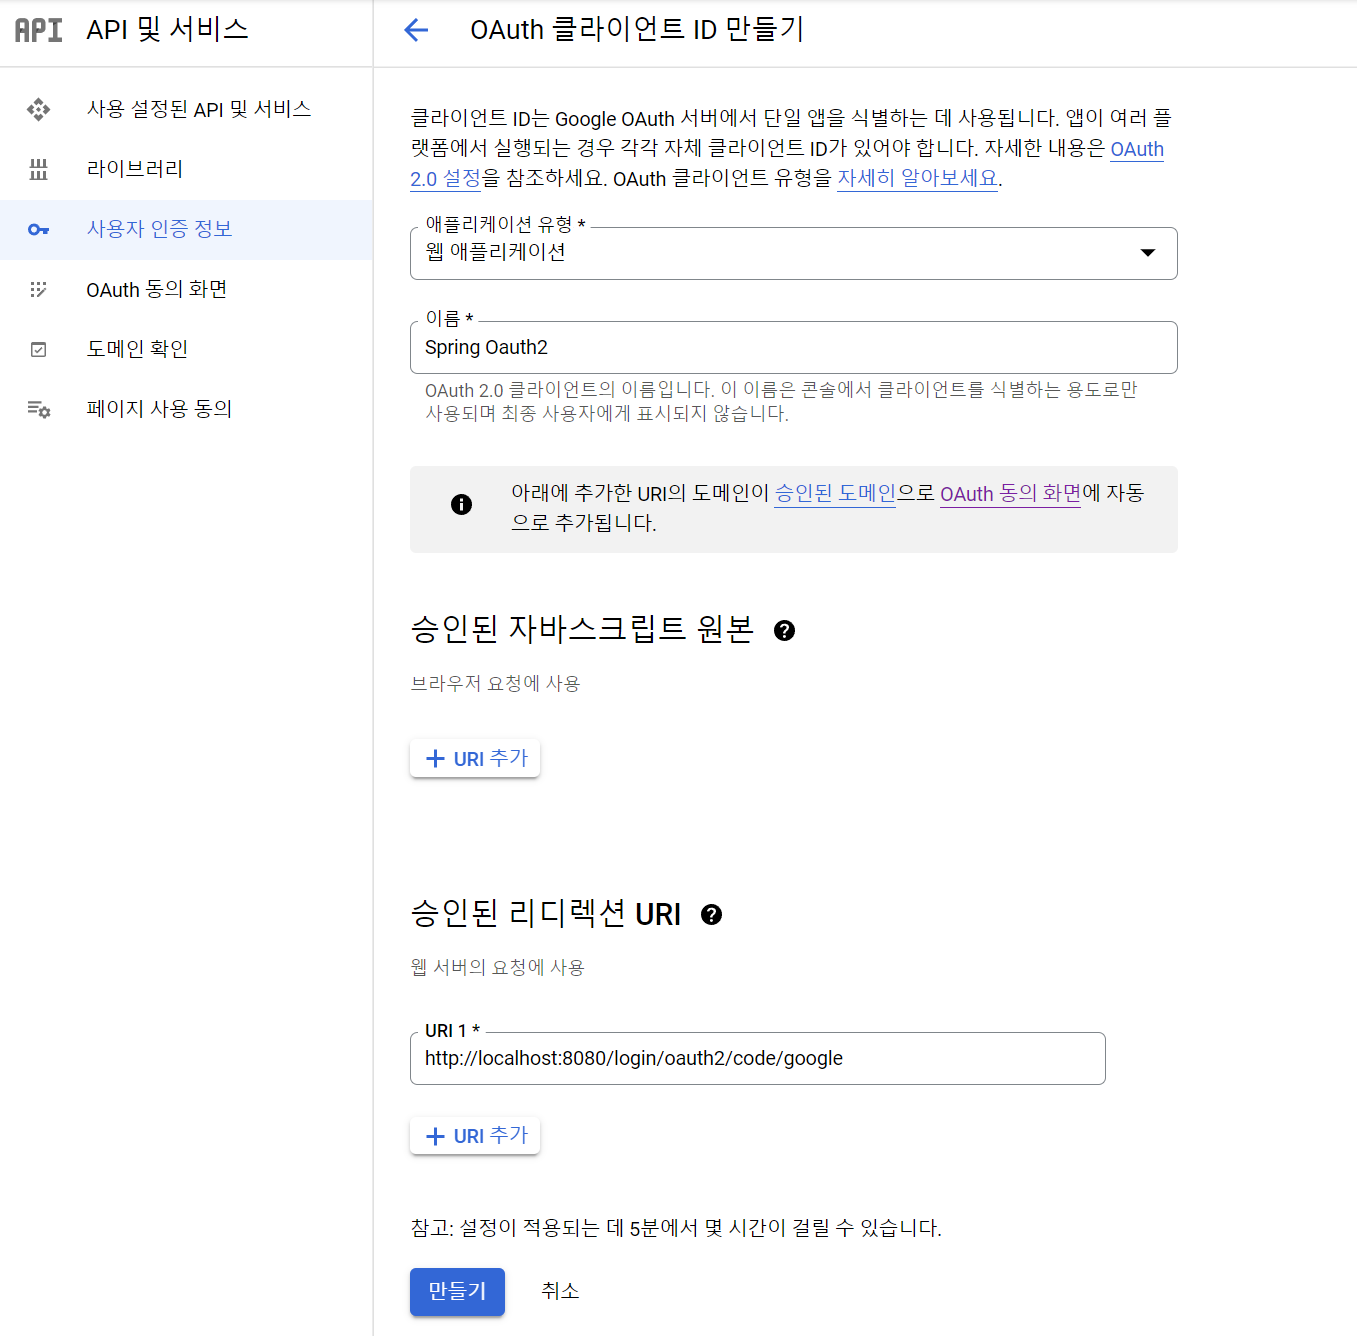 API API 및 서비스
사용 설정된 API 및 서비스
라이브러리
사용자 인증 정보
OAuth 동의 화면
도메인 확인
페이지 사용 동의
OAuth 클라이언트 ID 만들기
클라이언트 ID는 Google OAuth 서버에서 단일 앱을 식별하는 데 사용됩니다. 앱이 여러 플
랫폼에서 실행되는 경우 각각 자체 클라이언트 ID가 있어야 합니다. 자세한 내용은 OAuth
2.0 설정을 참조하세요. OAuth 클라이언트 유형을 자세히 알아보세요.
애플리케이션 유형 *
웹 애플리케이션
이름 *
Spring Oauth2
OAuth 2.0 클라이언트의 이름입니다. 이 이름은 콘솔에서 클라이언트를 식별하는 용도로만
사용되며 최종 사용자에게 표시되지 않습니다.
아래에 추가한 URI의 도메인이 승인된 도메인으로 OAuth 동의 화면에 자동
으로 추가됩니다.
승인된 자바스크립트 원본
브라우저 요청에 사용
+ URI 추가
승인된 리디렉션 URI
웹 서버의 요청에 사용
URI 1 *
http://localhost:8080/login/oauth2/code/google
+ URI 추가
참고: 설정이 적용되는 데 5분에서 몇 시간이 걸릴 수 있습니다.
만들기 취소